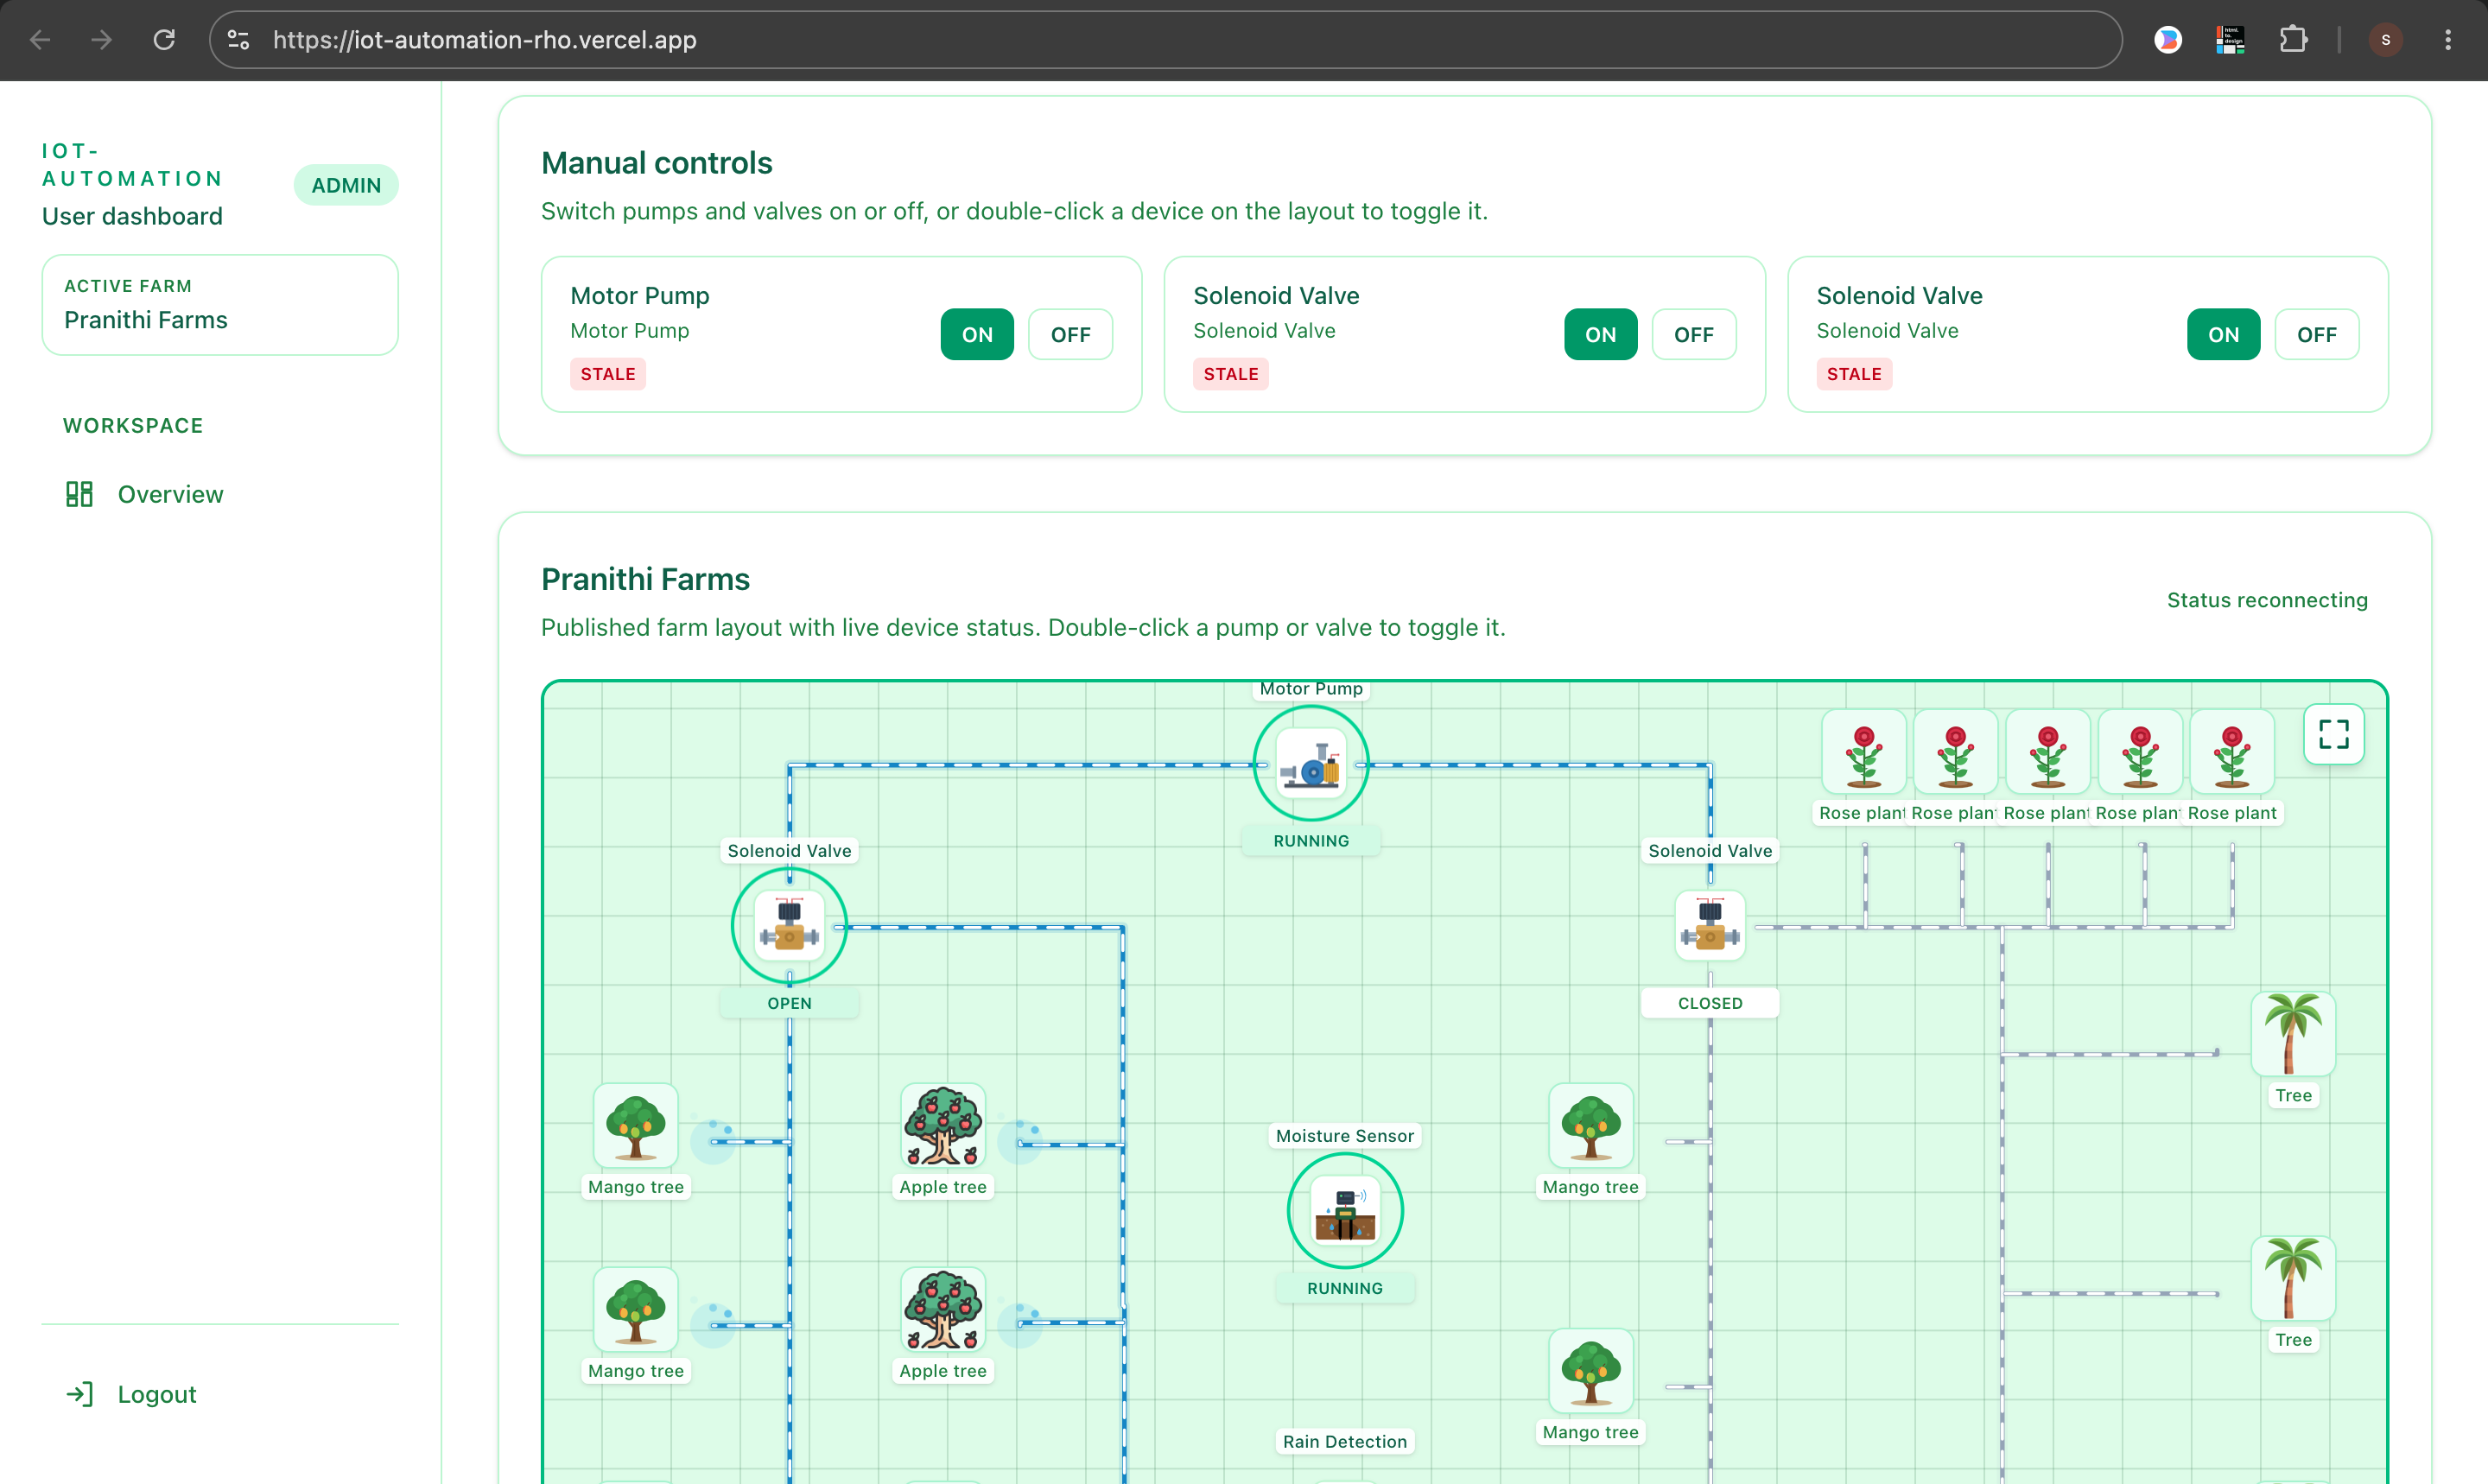 https://iot-automation-rho.vercel.app
S
IOT-
AUTOMATION
ADMIN
User dashboard
ACTIVE FARM
Pranithi Farms
WORKSPACE
Overview
Logout
Manual controls
Switch pumps and valves on or off, or double-click a device on the layout to toggle it.
Motor Pump
Motor Pump
STALE
ON
OFF
Solenoid Valve
Solenoid Valve
STALE
ON
OFF
Solenoid Valve
Solenoid Valve
STALE
ON
OFF
Pranithi Farms
Published farm layout with live device status. Double-click a pump or valve to toggle it.
Status reconnecting
Motor Pump
RUNNING
Rose plant
Rose plant
Rose plant
Rose plant
Rose plant
Solenoid Valve
OPEN
Solenoid Valve
CLOSED
Tree
Mango tree
Apple tree
Moisture Sensor
RUNNING
Mango tree
Tree
Mango tree
Apple tree
Mango tree
Rain Detection